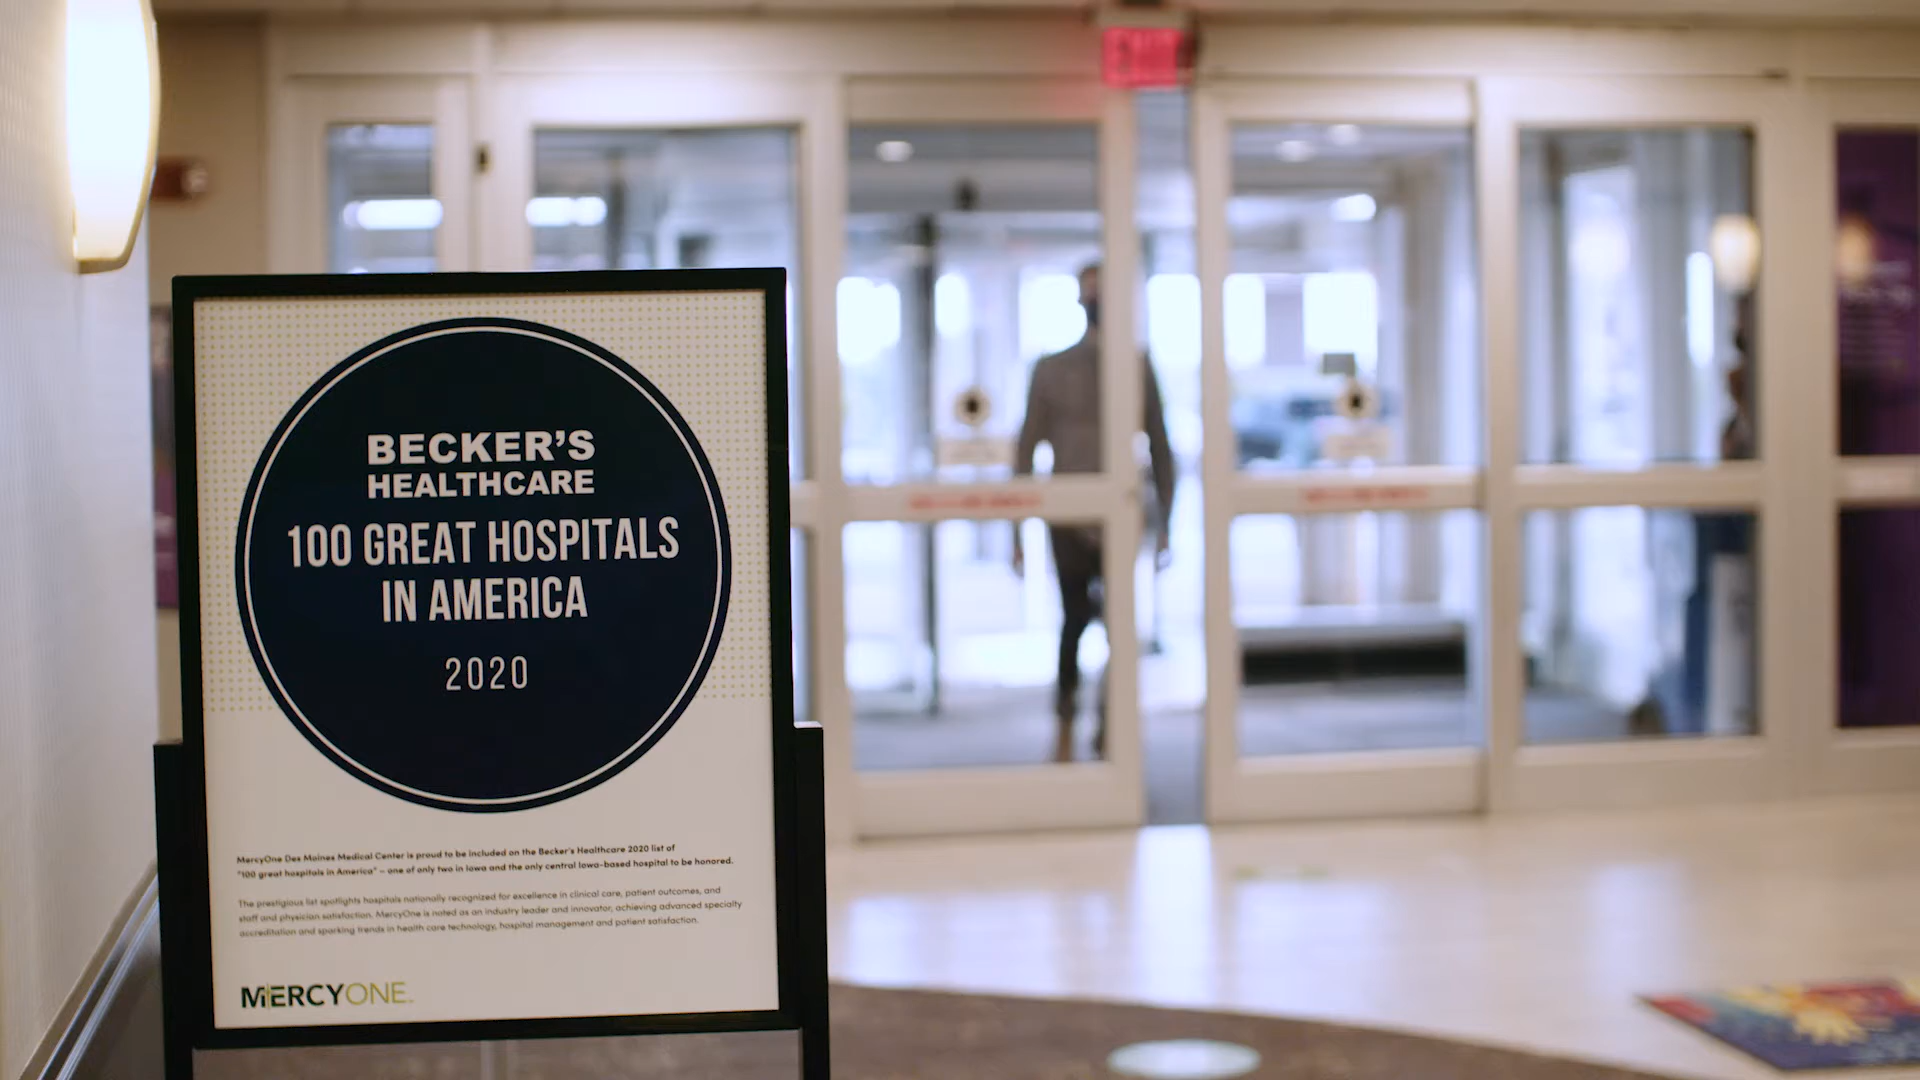 EXIT
BECKER'S
HEALTHCARE
100 GREAT HOSPITALS
IN AMERICA
2020
MercyOne Des Moines Medical Center is proud to be included on the Becker's Healthcare 2020 list of
"100 great hospitals in America" – one of only two in Iowa and the only central Iowa-based hospital to be honored.
The prestigious list spotlights hospitals nationally recognized for excellence in clinical care, patient outcomes, and
staff and physician satisfaction. MercyOne is noted as an industry leader and innovator, achieving advanced specialty
accreditation and sparking trends in health care technology, hospital management and patient satisfaction.
MERCYONE